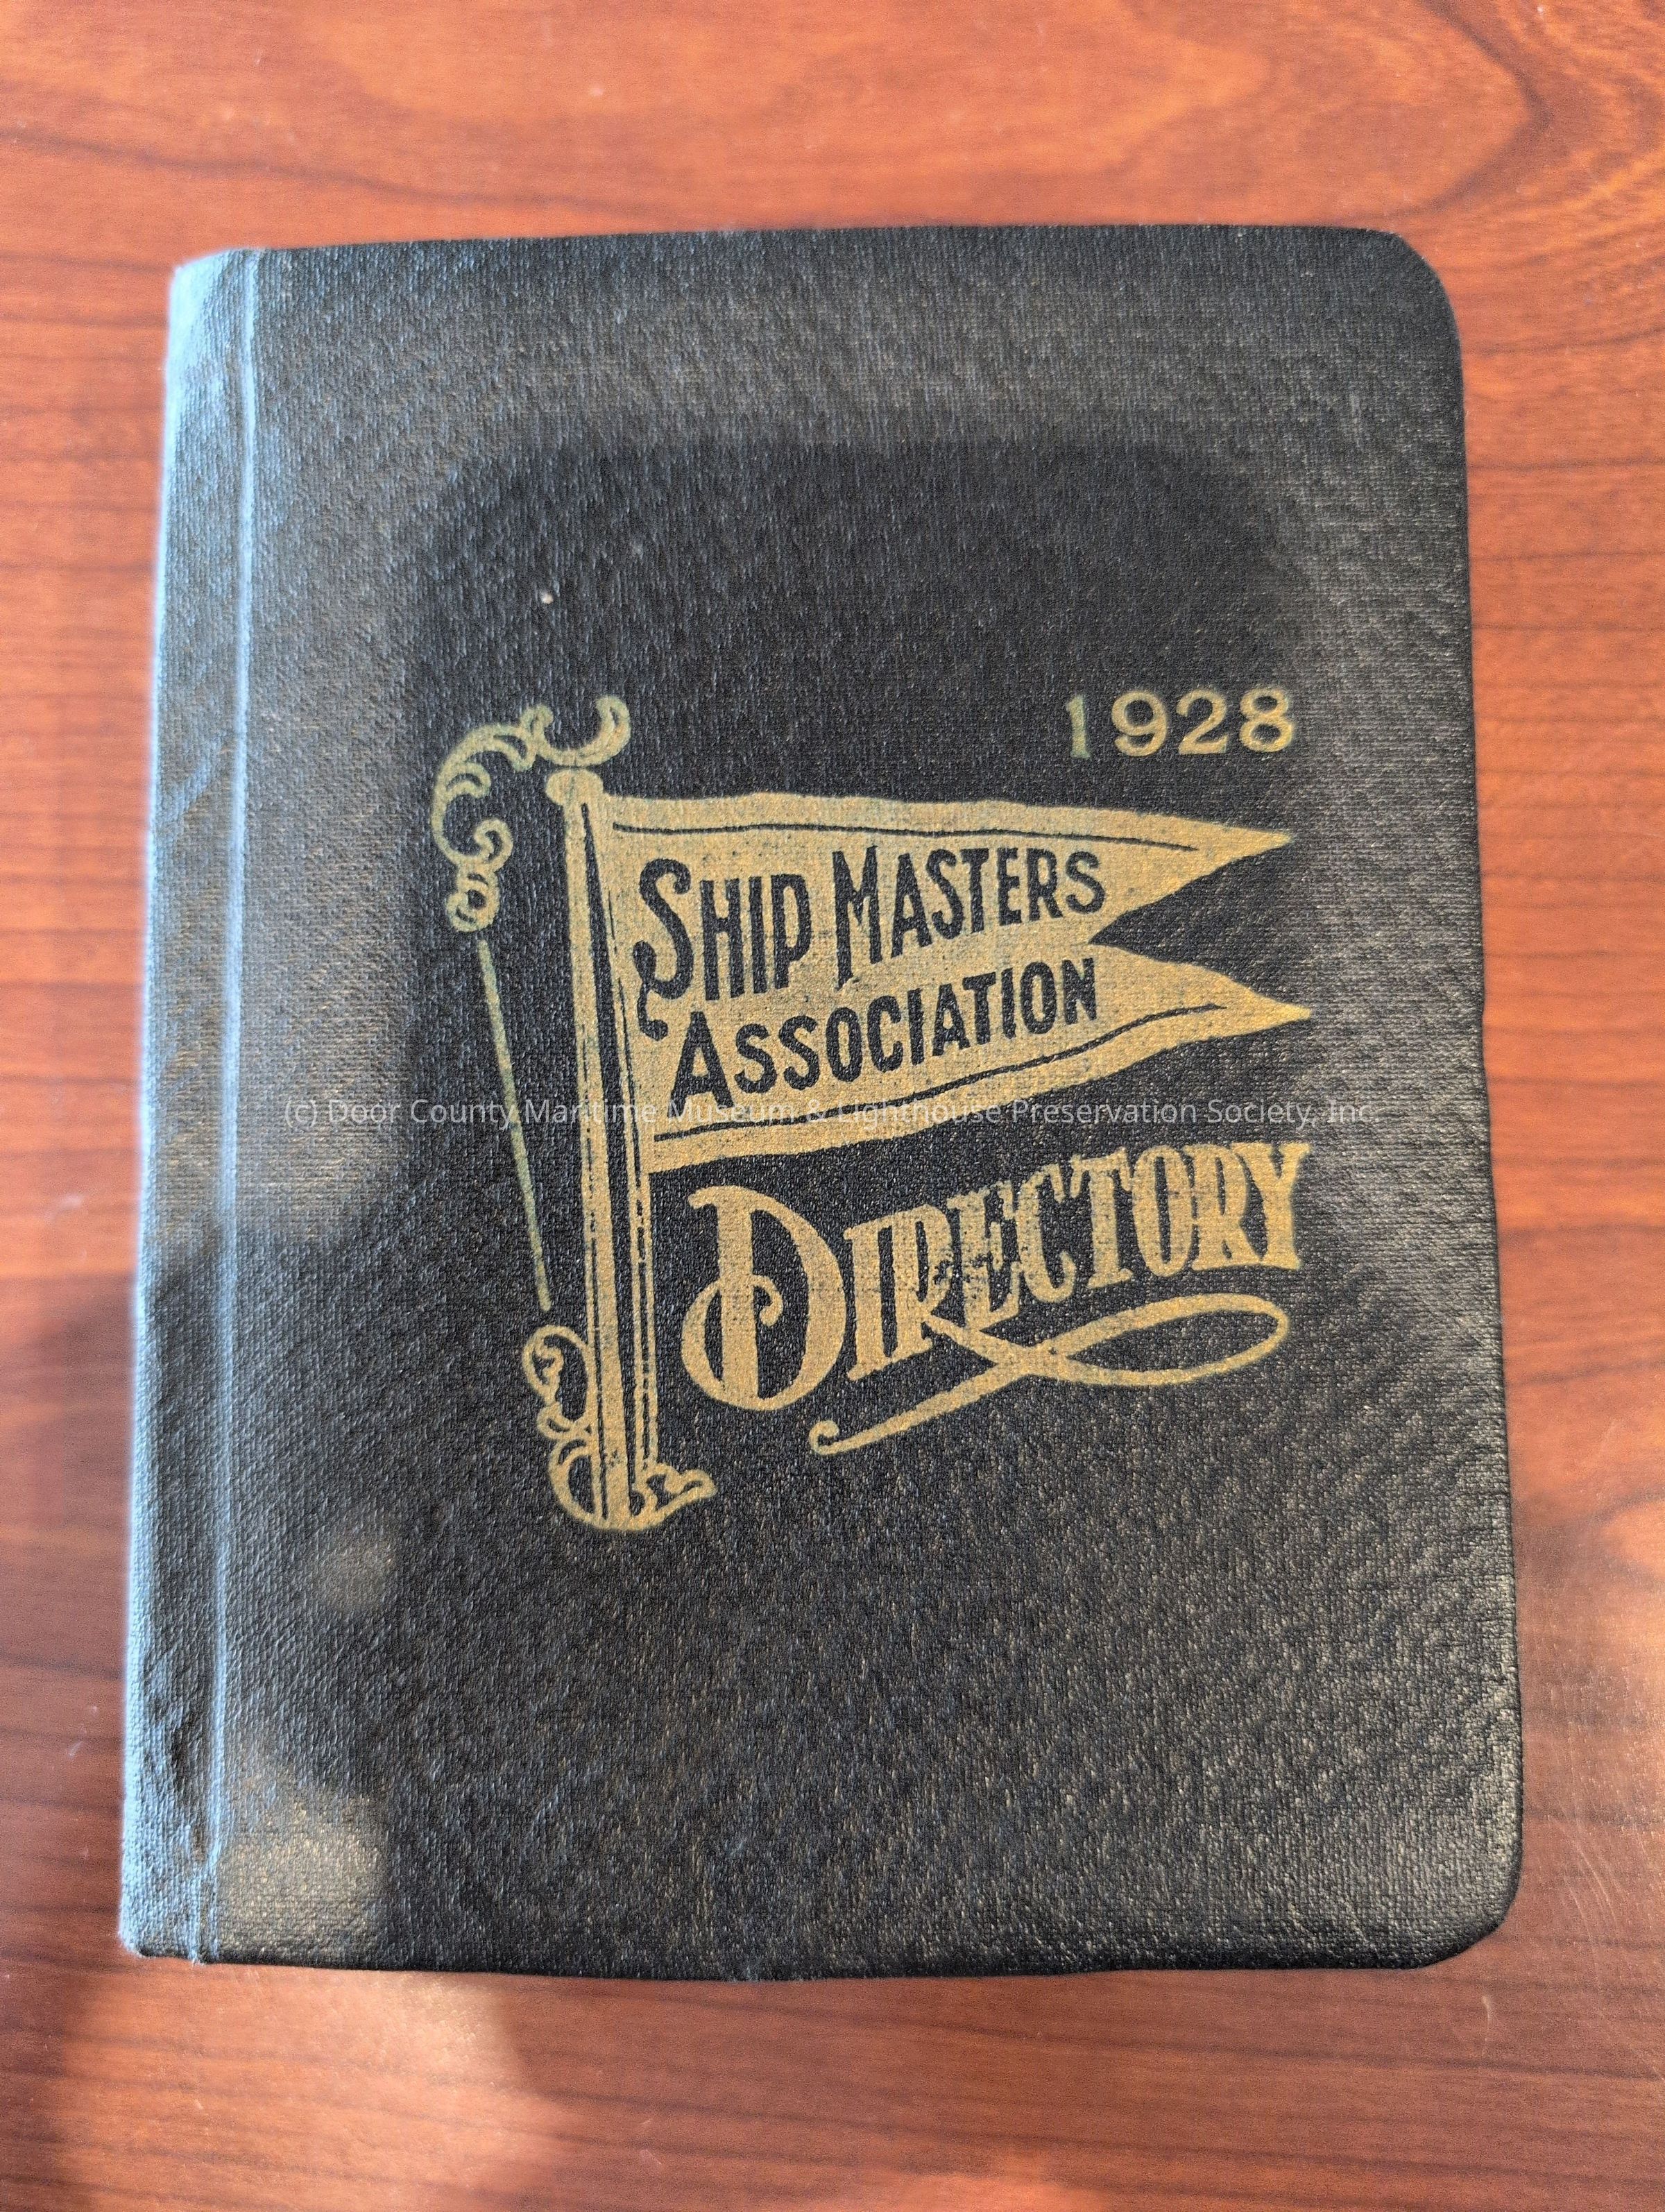 1928
SHIP MASTERS
ASSOCIATION
(c) Door County Maritime Museum & Lighthouse Preservation Society, Inc
DIRECTORY